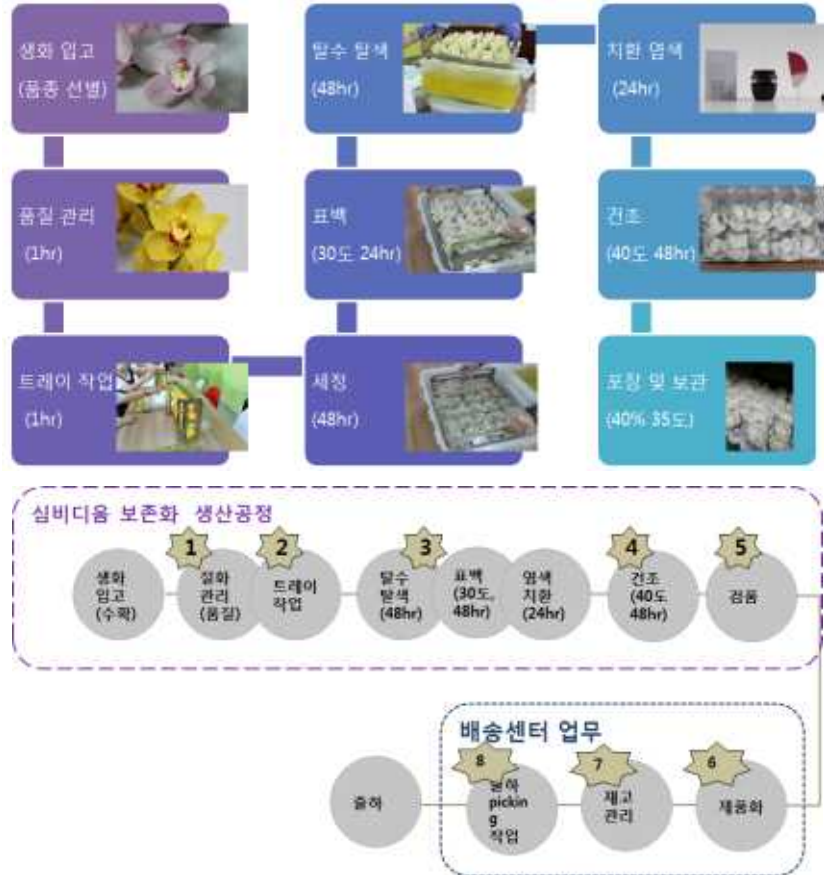 생화 입고
(품종 선별)
품질 관리
(1hr)
트레이 작업
(1hr)
탈수 탈색
(48hr)
표백
(30도 24hr)
세정
(48hr)
치환 염색
(24hr)
건조
(40도 48hr)
포장 및 보관
(40% 35도)
심비디움 보존화 생산공정
생화
입고
(수확)
1
절화
관리
(품질)
2
트레이
작업
3
탈수
탈색
(48hr)
표백
(30도,
48hr)
염색
치환
(24hr)
4
건조
(40도
48hr)
5
검품
배송센터 업무
출하
8
출하
pickin
g
작업
7
재고
관리
6
제품화